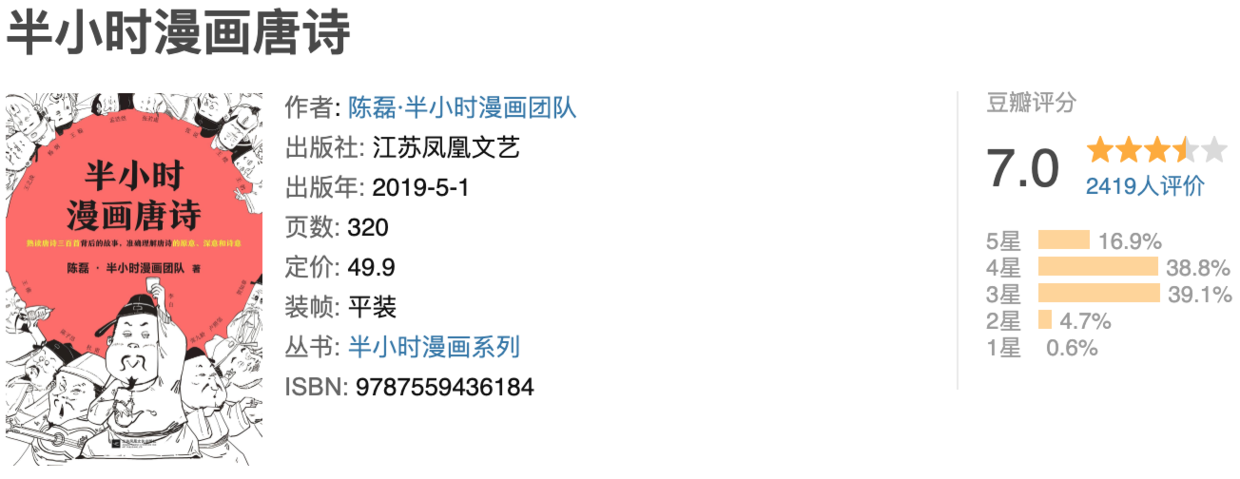 半小时漫画唐诗
半小时
漫画唐诗
熟读唐诗三百首背后的故事，准确理解唐诗的原意、深意和诗意
陈磊 · 半小时漫画团队 著
作者: 陈磊·半小时漫画团队
出版社: 江苏凤凰文艺
出版年: 2019-5-1
页数: 320
定价: 49.9
装帧: 平装
丛书: 半小时漫画系列
ISBN: 9787559436184
豆瓣评分
7.0
2419人评价
5星 16.9%
4星 38.8%
3星 39.1%
2星 4.7%
1星 0.6%